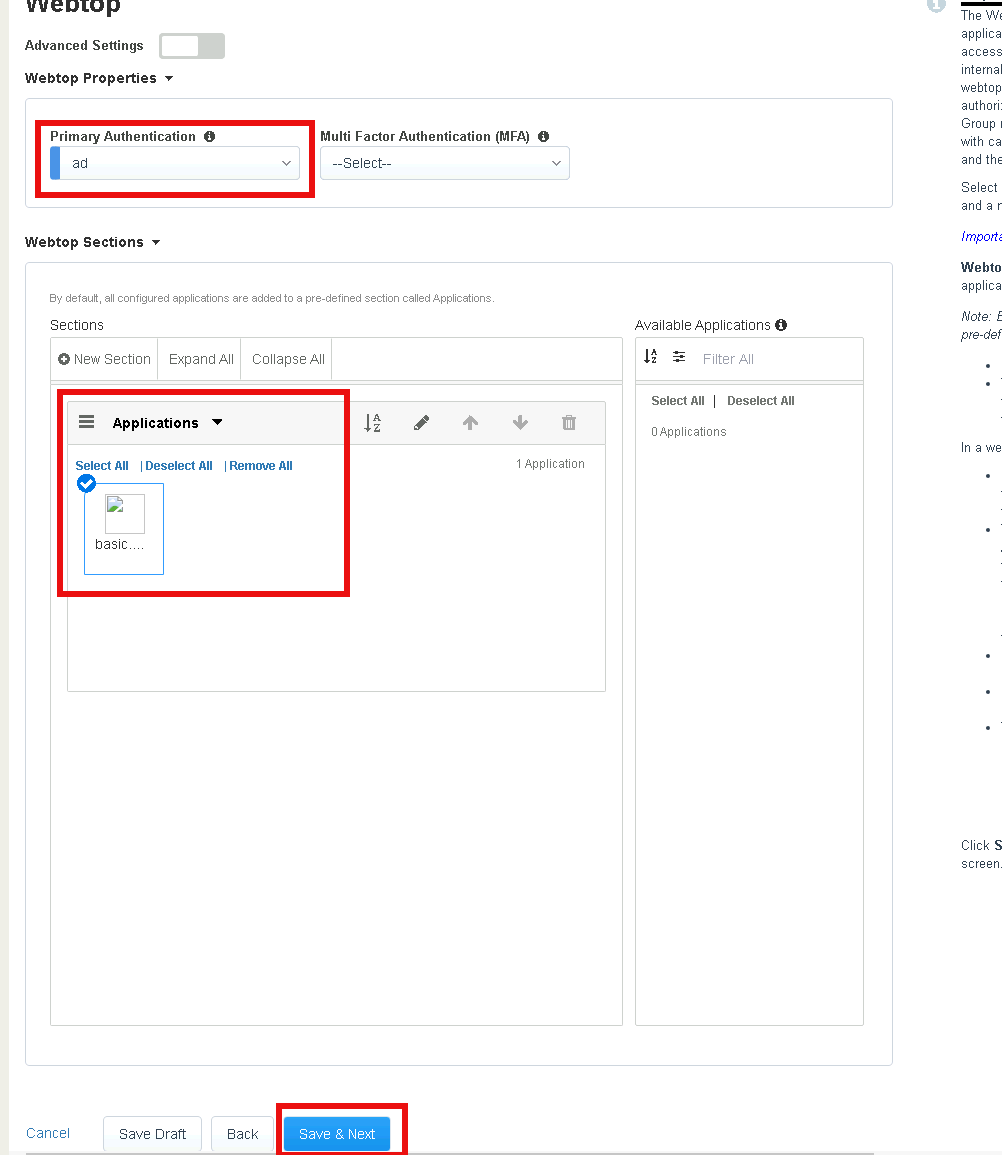 Webtop
Advanced Settings
Webtop Properties
Primary Authentication
Multi Factor Authentication (MFA)
ad
--Select--
Webtop Sections
By default, all configured applications are added to a pre-defined section called Applications.
Sections
New Section
Expand All
Collapse All
Applications
Select All | Deselect All | Remove All
1 Application
basic....
Available Applications
Filter All
Select All | Deselect All
0 Applications
Cancel
Save Draft
Back
Save & Next
The We
applica
access
internal
webtop
authori
Group
with ca
and the
Select
and a
Importa
Webto
applica
Note: E
pre-def
In a we
Click S
screen.